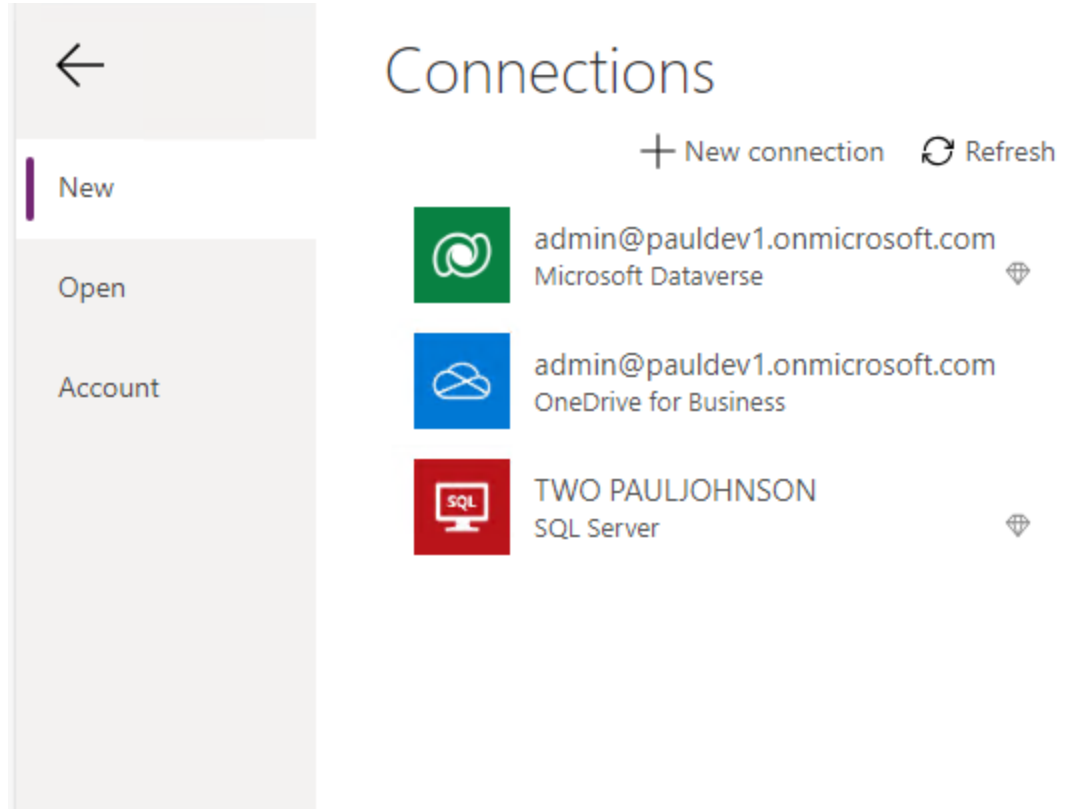 Connections
New connection
Refresh
New
Open
Account
admin@pauldev1.onmicrosoft.com
Microsoft Dataverse
admin@pauldev1.onmicrosoft.com
OneDrive for Business
SQL
TWO PAULJOHNSON
SQL Server